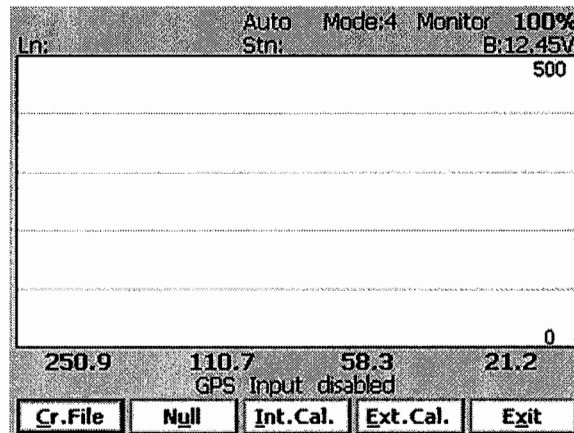 Auto Mode:4 Monitor 100%
Ln: Stn: B:12,45V
500
0
250.9 110.7 58.3 21.2
GPS Input disabled
Cr.File Null Int.Cal. Ext.Cal. Exit